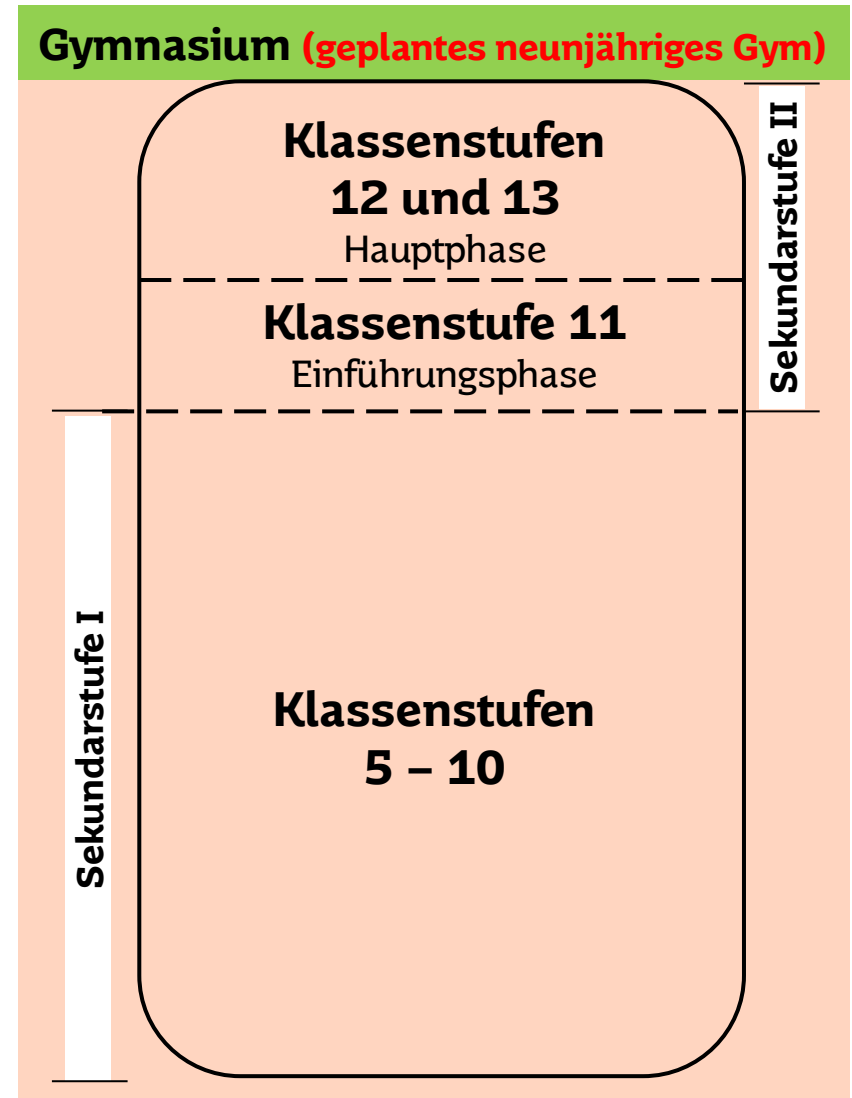 Gymnasium (geplantes neunjähriges Gym)
Klassenstufen
12 und 13
Hauptphase
Sekundarstufe II
Klassenstufe 11
Einführungsphase
Sekundarstufe I
Klassenstufen
5 – 10